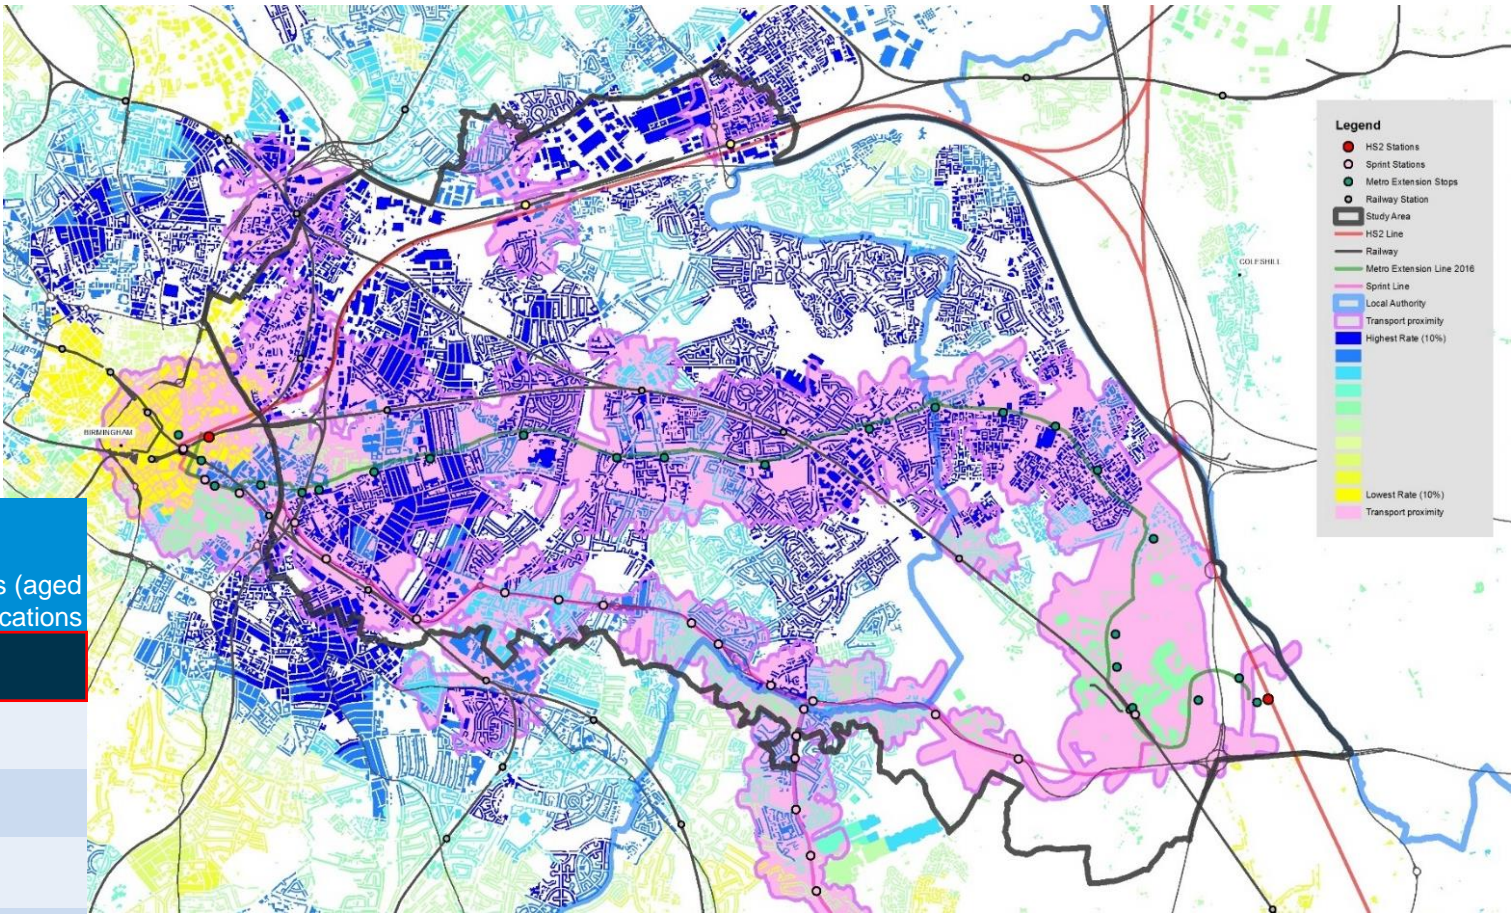 Legend
HS2 Stations
Sprint Stations
Metro Extension Stops
Railway Station
Study Area
HS2 Line
Railway
Metro Extension Line 2016
Sprint Line
Local Authority
Transport proximity
Highest Rate (10%)
Lowest Rate (10%)
Transport proximity
COLESHILL
BIRMINGHAM
s (aged
cations